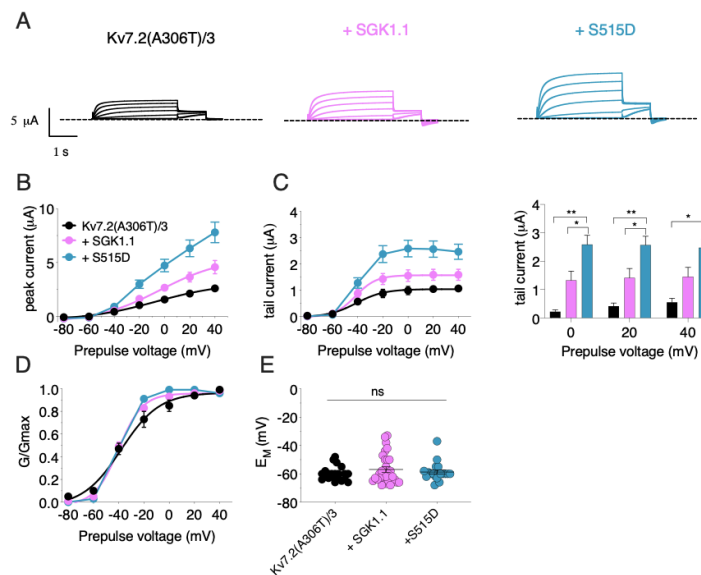 A
Kv7.2(A306T)/3
+ SGK1.1
+ S515D
5 μA
1 s
B
peak current (μA)
10
5
0
Kv7.2(A306T)/3
+ SGK1.1
+ S515D
-80 -60 -40 -20 0 20 40
Prepulse voltage (mV)
C
tail current (μA)
4
3
2
1
0
-80 -60 -40 -20 0 20 40
Prepulse voltage (mV)
tail current (μA)
4
3
2
1
0
**
*
**
*
*
0 20 40
Prepulse voltage (mV)
D
G/Gmax
1.0
0.8
0.6
0.4
0.2
0.0
-80 -60 -40 -20 0 20 40
Prepulse voltage (mV)
E
EM (mV)
0
-20
-40
-60
-80
ns
Kv7.2(A306T)/3
+ SGK1.1
+S515D